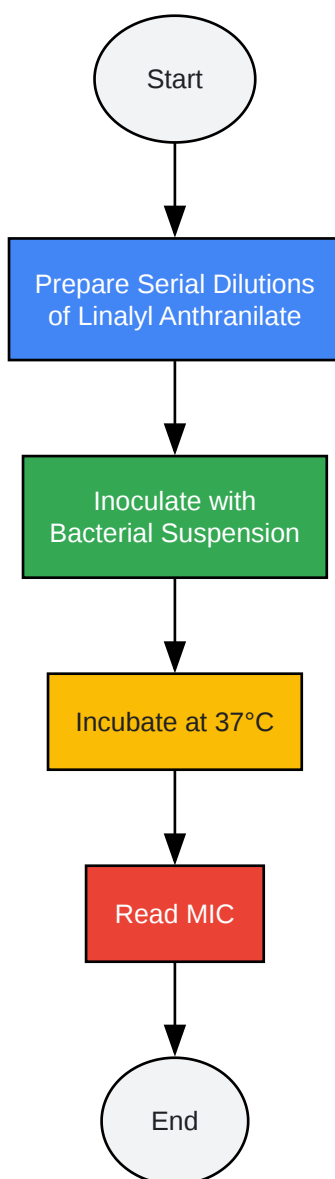 Start
Prepare Serial Dilutions
of Linalyl Anthranilate
Inoculate with
Bacterial Suspension
Incubate at 37°C
Read MIC
End